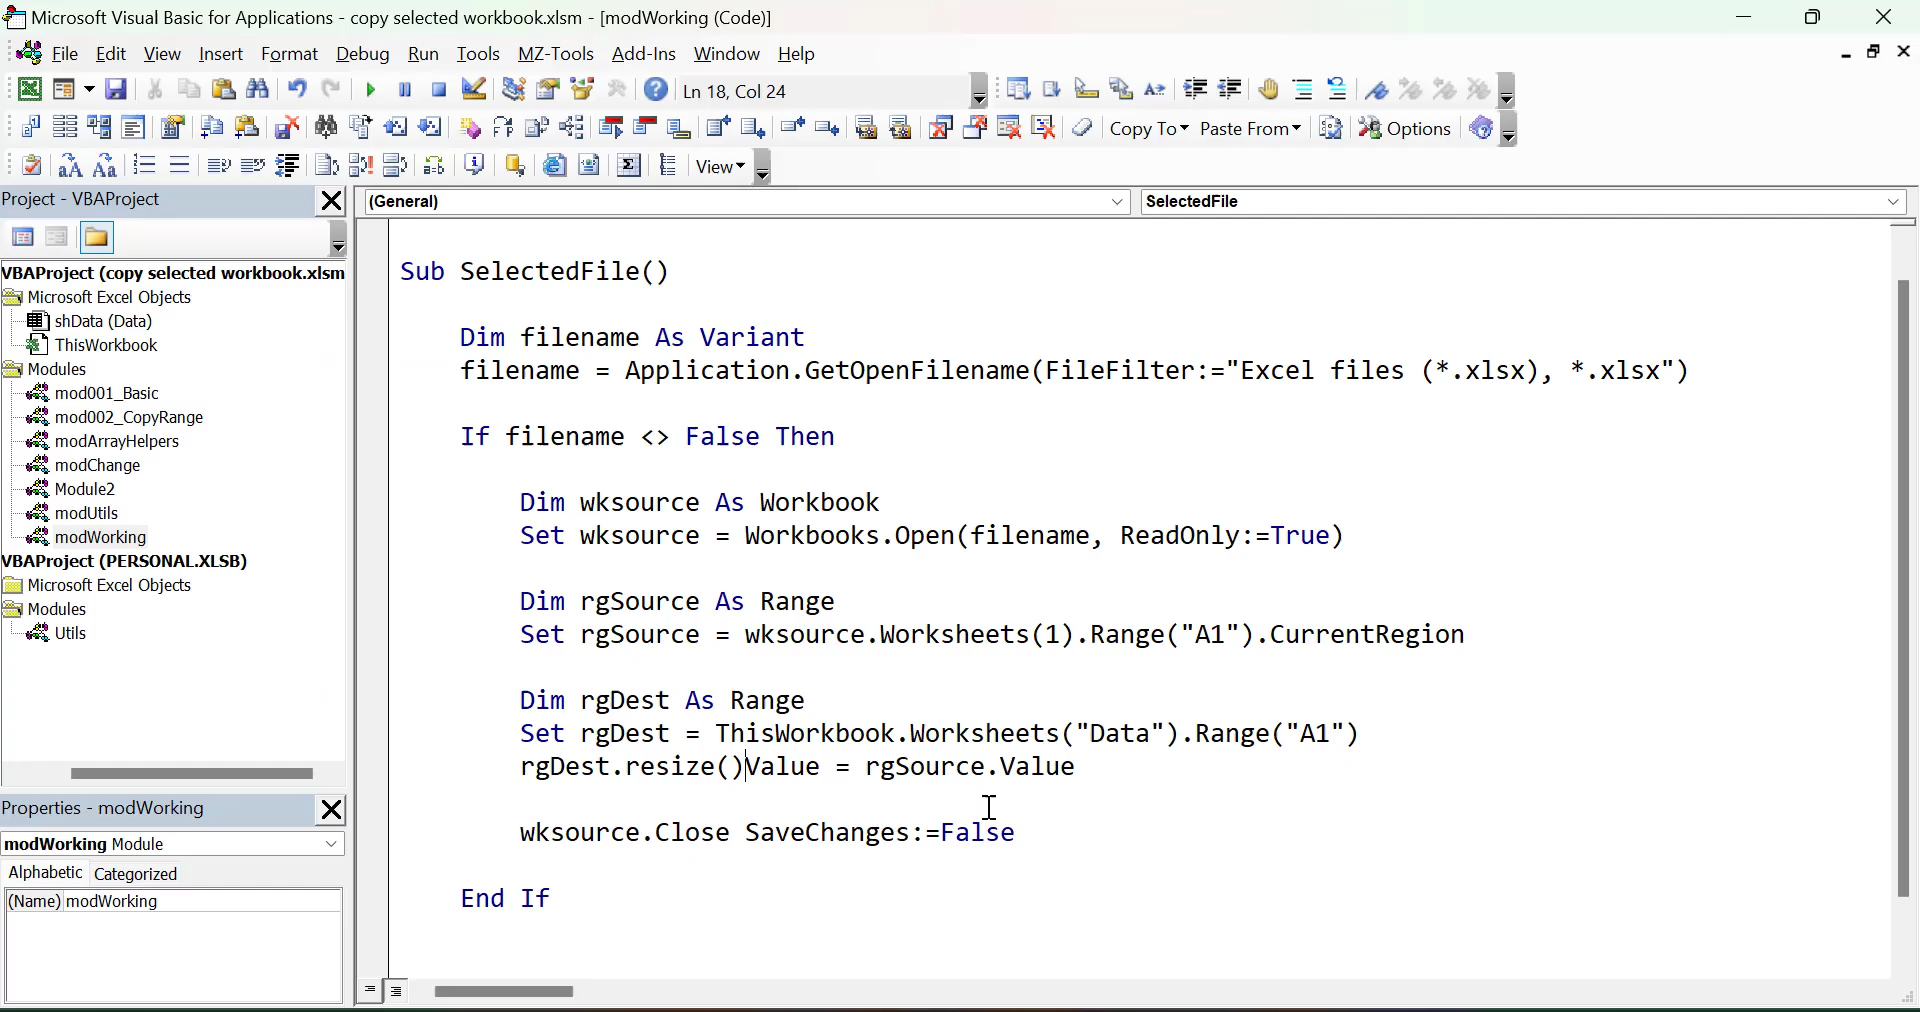 Microsoft Visual Basic for Applications - copy selected workbook.xlsm - [modWorking (Code)]
File Edit View Insert Format Debug Run Tools MZ-Tools Add-Ins Window Help
Ln 18, Col 24
Copy To Paste From Options
View
Project - VBAProject
(General) SelectedFile
VBAProject (copy selected workbook.xlsm
Microsoft Excel Objects
shData (Data)
ThisWorkbook
Modules
mod001_Basic
mod002_CopyRange
modArrayHelpers
modChange
Module2
modUtils
modWorking
VBAProject (PERSONAL.XLSB)
Microsoft Excel Objects
Modules
Utils
Properties - modWorking
modWorking Module
Alphabetic Categorized
(Name) modWorking
Sub SelectedFile()
Dim filename As Variant
filename = Application.GetOpenFilename(FileFilter:="Excel files (*.xlsx), *.xlsx")
If filename <> False Then
Dim wksource As Workbook
Set wksource = Workbooks.Open(filename, ReadOnly:=True)
Dim rgSource As Range
Set rgSource = wksource.Worksheets(1).Range("A1").CurrentRegion
Dim rgDest As Range
Set rgDest = ThisWorkbook.Worksheets("Data").Range("A1")
rgDest.resize()Value = rgSource.Value
wksource.Close SaveChanges:=False
End If